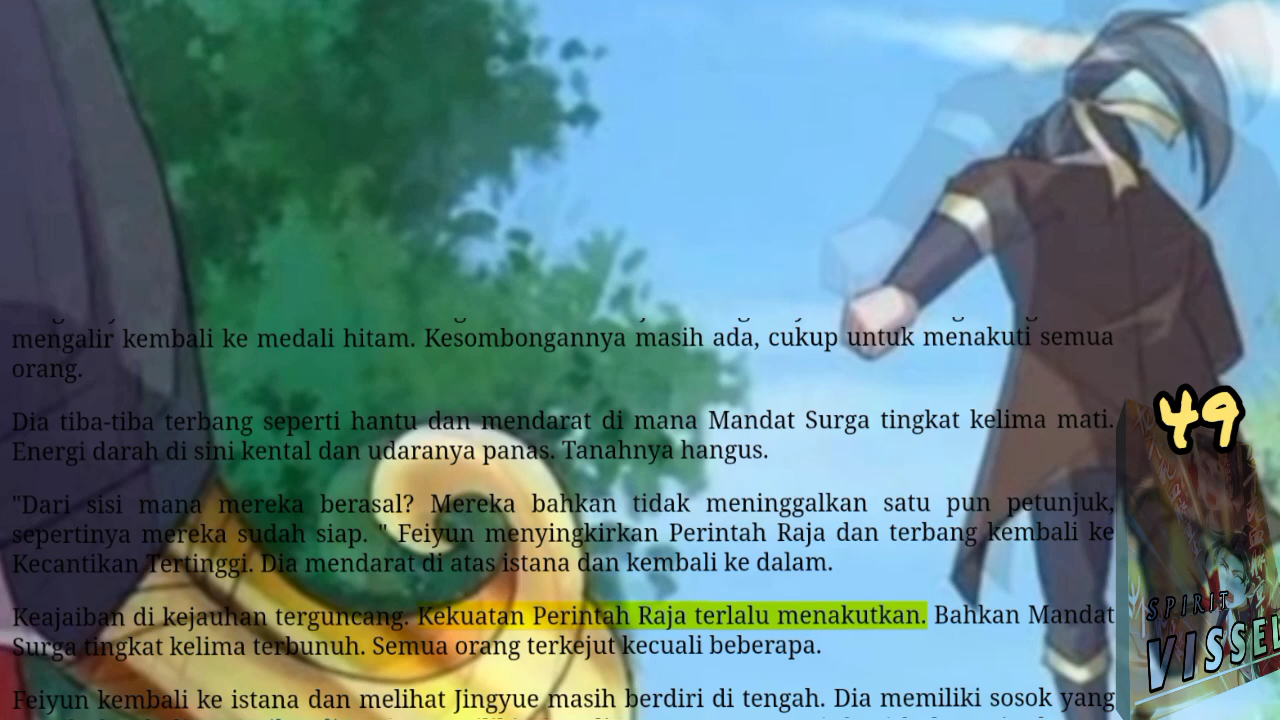 mengalir kembali ke medali hitam. Kesombongannya masih ada, cukup untuk menakuti semua
orang.
Dia tiba-tiba terbang seperti hantu dan mendarat di mana Mandat Surga tingkat kelima mati.
Energi darah di sini kental dan udaranya panas. Tanahnya hangus.
"Dari sisi mana mereka berasal? Mereka bahkan tidak meninggalkan satu pun petunjuk,
sepertinya mereka sudah siap. " Feiyun menyingkirkan Perintah Raja dan terbang kembali ke
Kecantikan Tertinggi. Dia mendarat di atas istana dan kembali ke dalam.
Keajaiban di kejauhan terguncang. Kekuatan Perintah Raja terlalu menakutkan. Bahkan Mandat
Surga tingkat kelima terbunuh. Semua orang terkejut kecuali beberapa.
Feiyun kembali ke istana dan melihat Jingyue masih berdiri di tengah. Dia memiliki sosok yang
49
SPIRIT
VISSEL